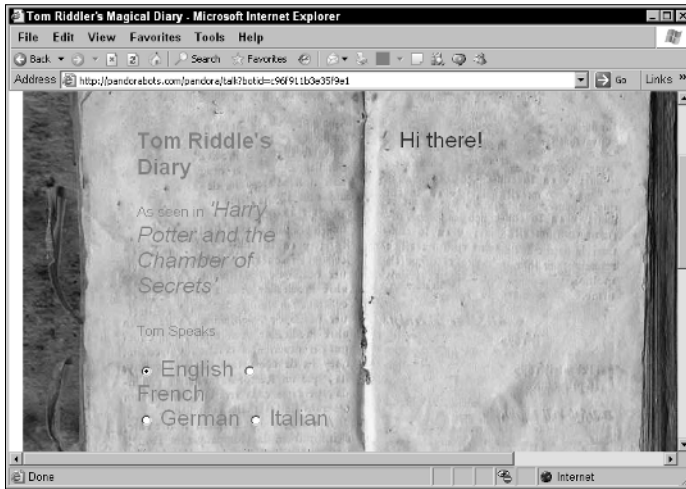 Tom Riddler's Magical Diary - Microsoft Internet Explorer
File Edit View Favorites Tools Help
Back Search Favorites
Address http://pandorabots.com/pandora/talk?botid=c96f911b3e35f9e1 Go Links »
Tom Riddle's
Diary
As seen in 'Harry
Potter and the
Chamber of
Secrets'
Tom Speaks
English
French
German Italian
Hi there!
Done Internet